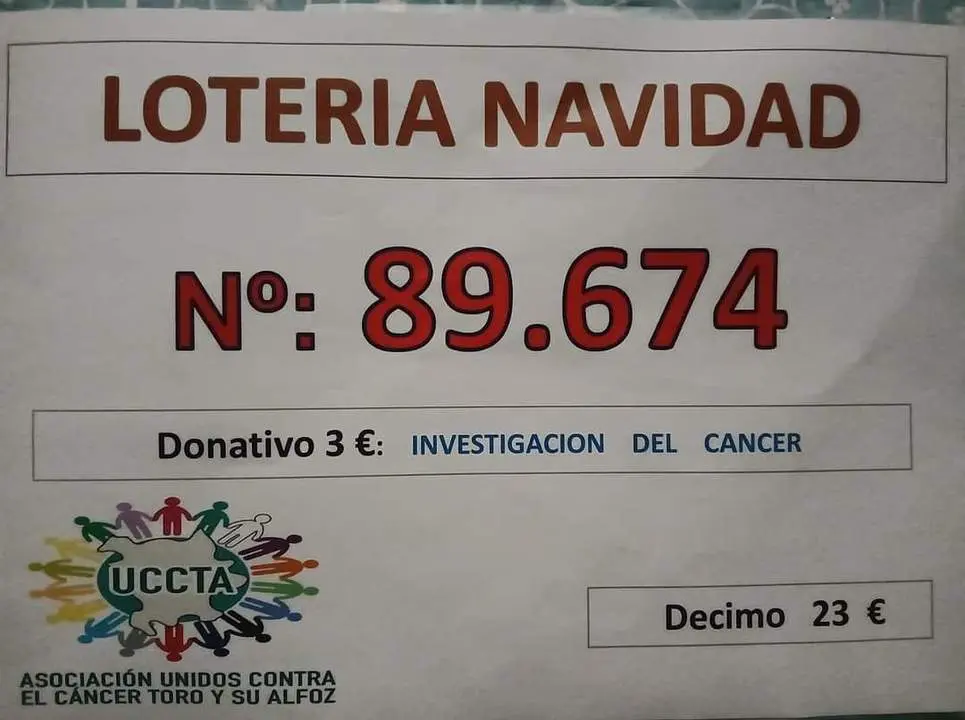 LOTERIA NAVIDAD
Nº: 89.674
Donativo 3 €: INVESTIGACION DEL CANCER
UCCTA
ASOCIACIÓN UNIDOS CONTRA
EL CÁNCER TORO Y SU ALFOZ
Decimo 23 €